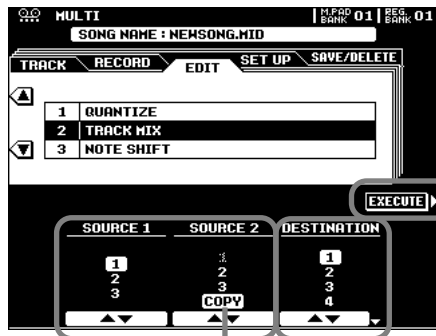 MULTI
M.PAD BANK 01 REG. BANK 01
SONG NAME : NEWSONG.MID
TRACK RECORD EDIT SET UP SAVE/DELETE
1 QUANTIZE
2 TRACK MIX
3 NOTE SHIFT
EXECUTE
SOURCE 1 SOURCE 2 DESTINATION
1 1 1
2 2 2
3 3 3
COPY 4